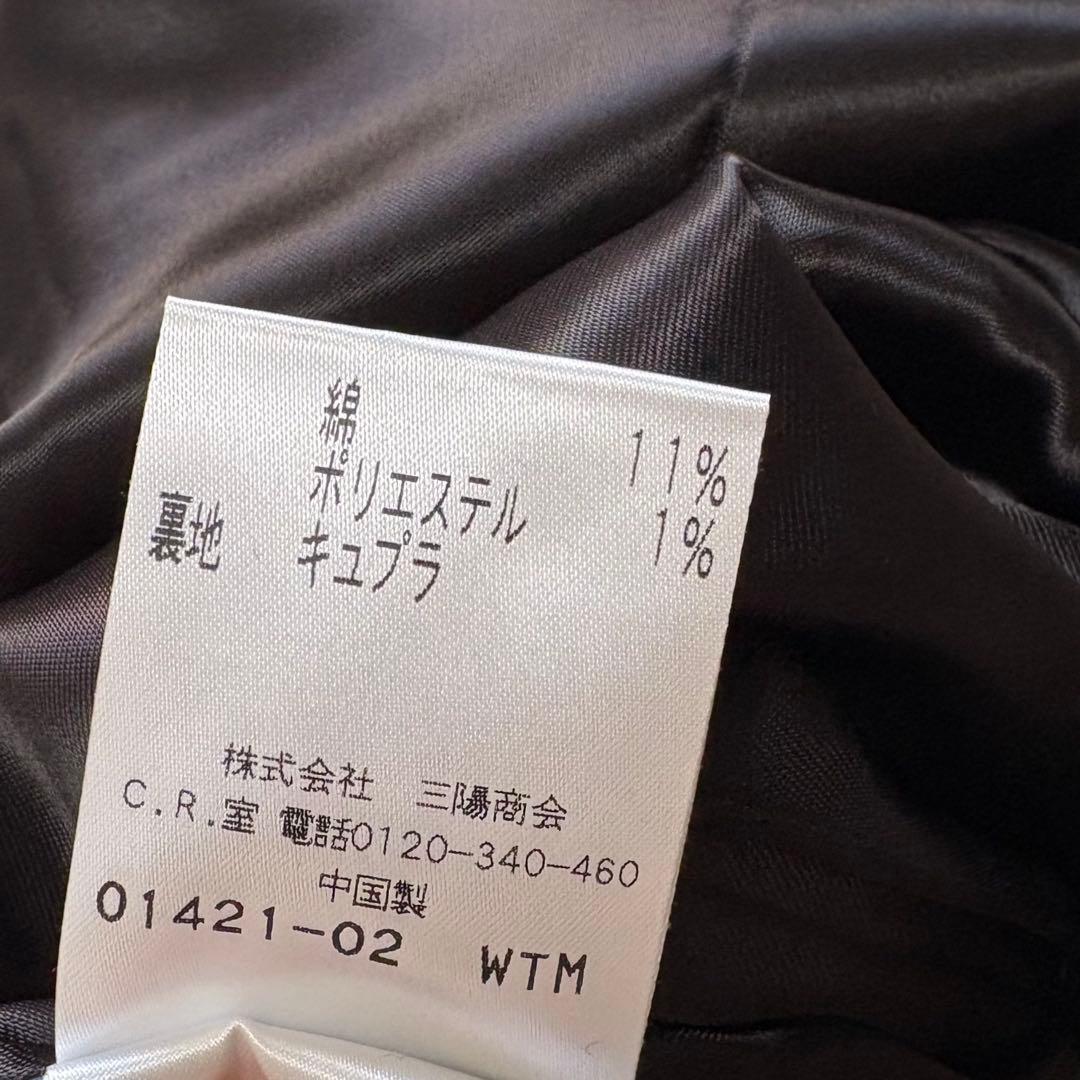 綿 11%
ポリエステル 1%
裏地 キュプラ
株式会社 三陽商会
C.R.室 電話0120-340-460
中国製
01421-02 WTM